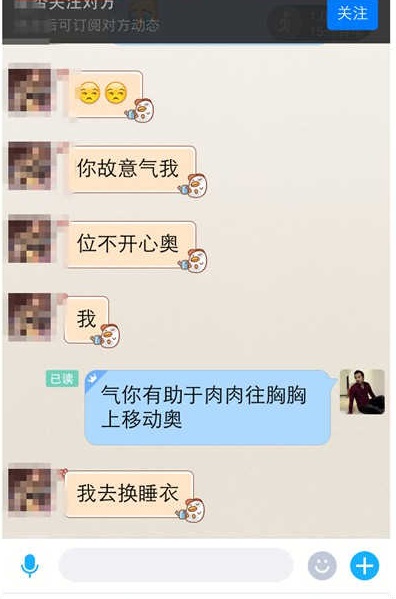 否关注对方
关注
后可订阅对方动态
你故意气我
位不开心奥
我
已读
气你有助于肉肉往胸胸
上移动奥
我去换睡衣